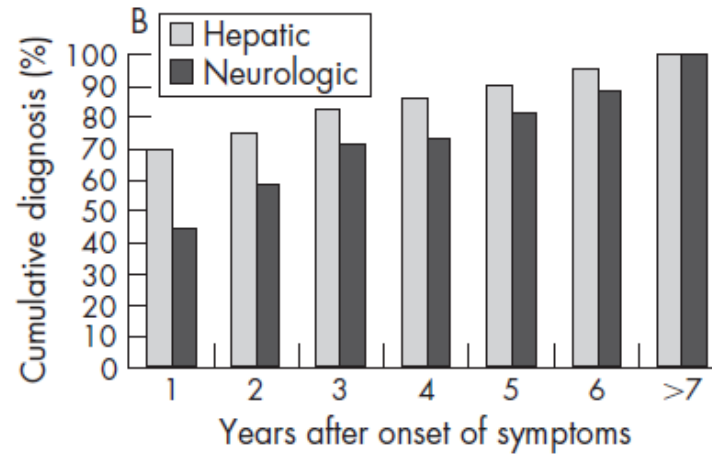 B
Hepatic
Neurologic
Cumulative diagnosis (%)
100
90
80
70
60
50
40
30
20
10
0
1 2 3 4 5 6 >7
Years after onset of symptoms